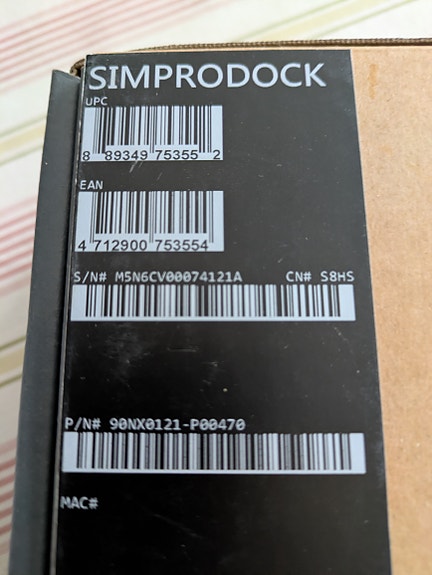 SIMPRODOCK
UPC
8 89349 75355 2
EAN
4 712900 753554
S/N# M5N6CV00074121A CN# S8HS
P/N# 90NX0121-P00470
MAC#